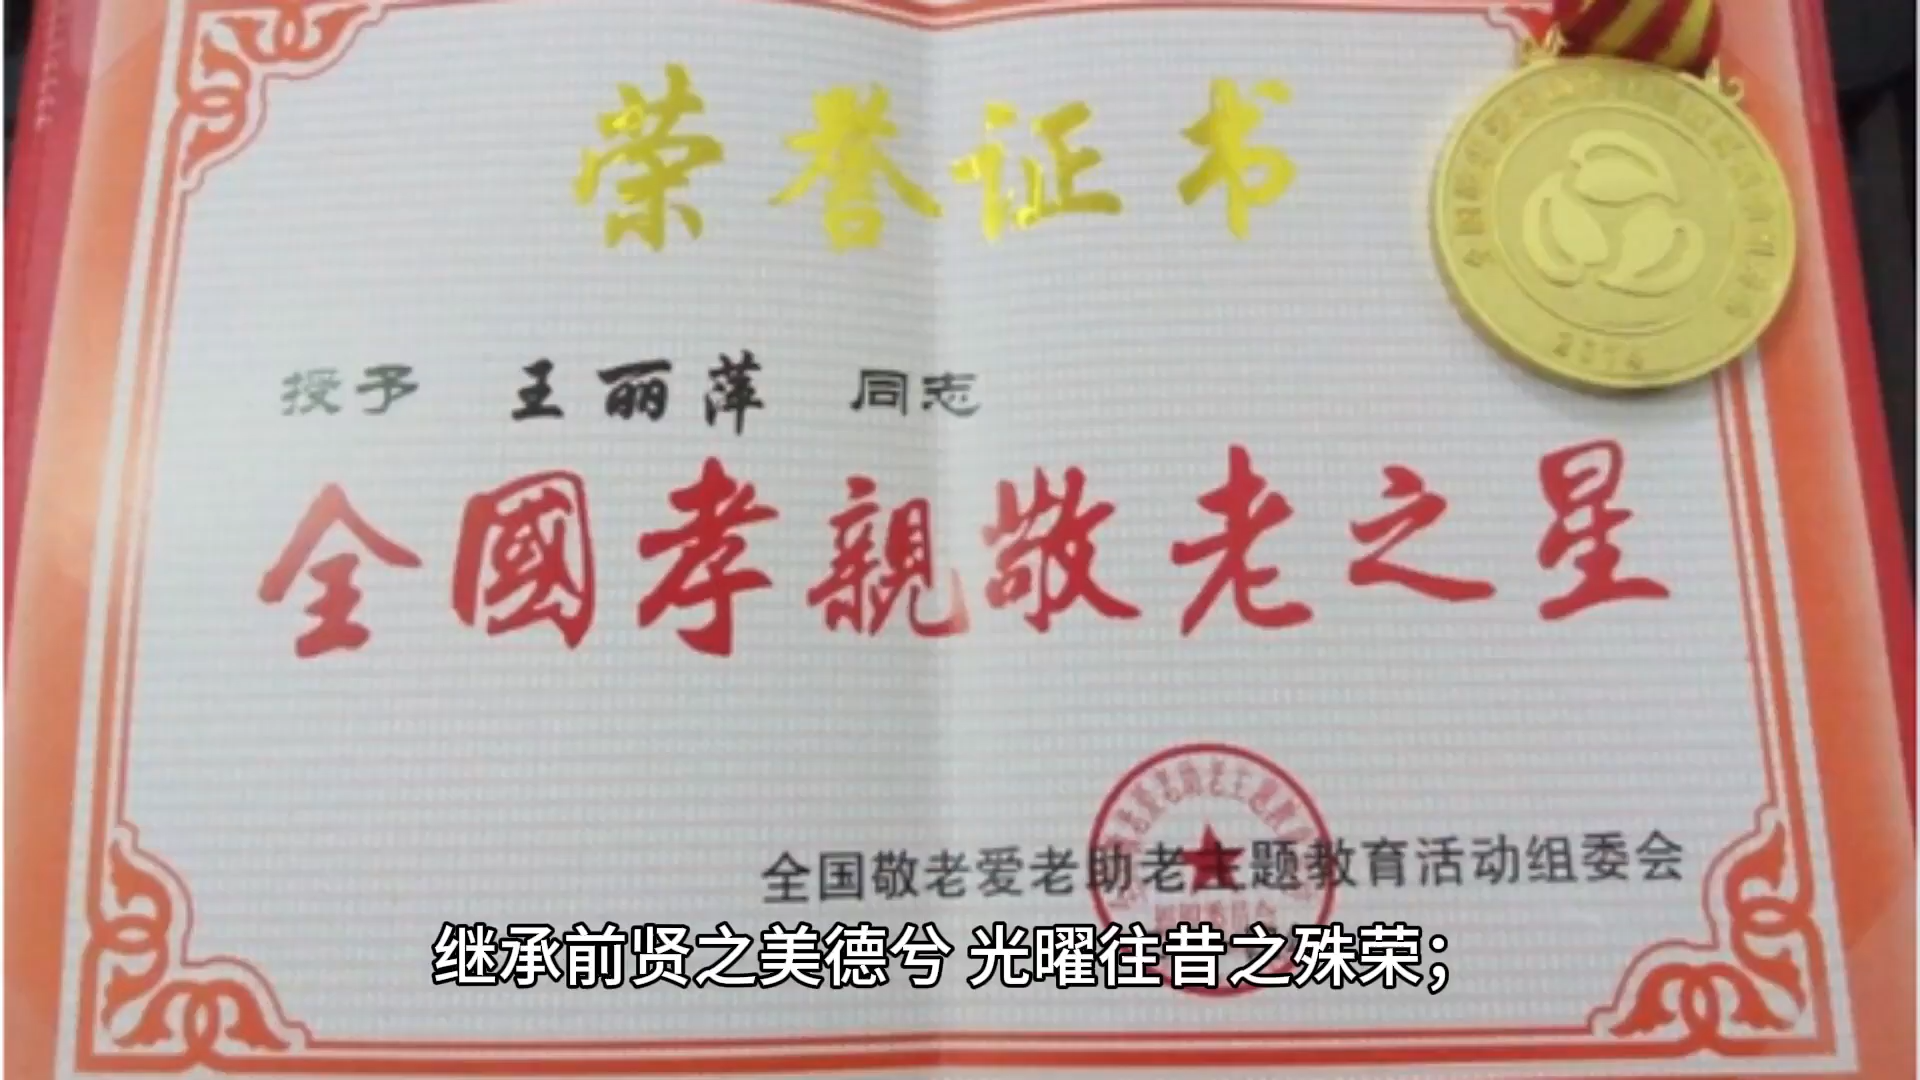 荣誉证书
授予 王丽萍 同志
全國孝親敬老之星
全国敬老爱老助老主题教育活动组委会
继承前贤之美德兮 光曜往昔之殊荣；